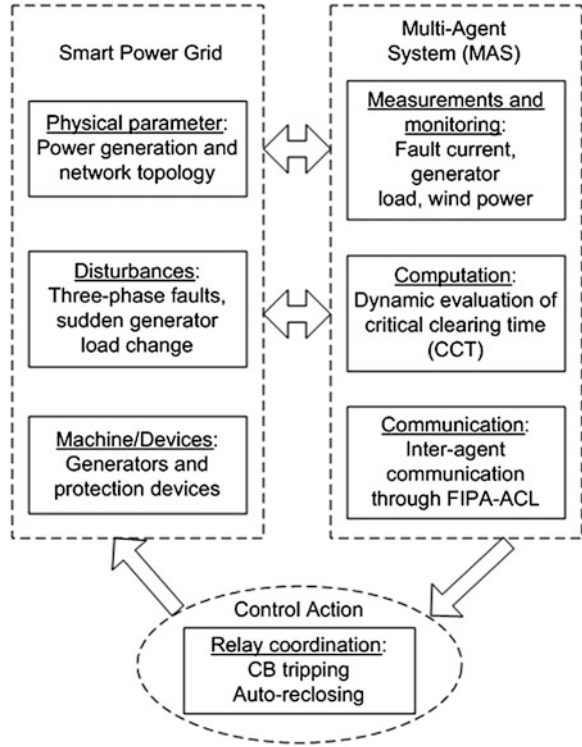 Smart Power Grid
Physical parameter:
Power generation and
network topology
Disturbances:
Three-phase faults,
sudden generator
load change
Machine/Devices:
Generators and
protection devices
Multi-Agent
System (MAS)
Measurements and
monitoring:
Fault current,
generator
load, wind power
Computation:
Dynamic evaluation of
critical clearing time
(CCT)
Communication:
Inter-agent
communication
through FIPA-ACL
Control Action
Relay coordination:
CB tripping
Auto-reclosing